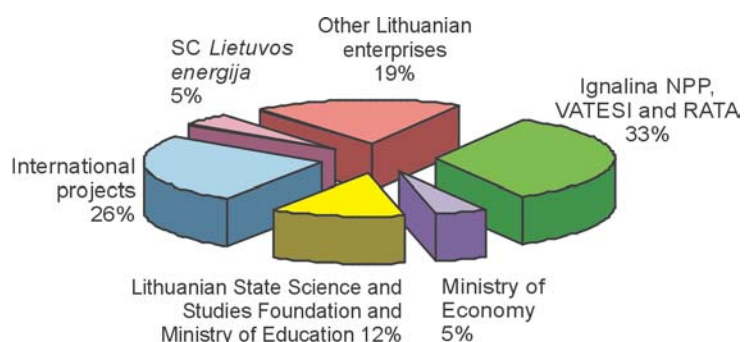 Other Lithuanian
enterprises
19%
SC Lietuvos
energija
5%
Ignalina NPP,
VATESI and RATA
33%
International
projects
26%
Lithuanian State Science and
Studies Foundation and
Ministry of Education 12%
Ministry of
Economy
5%